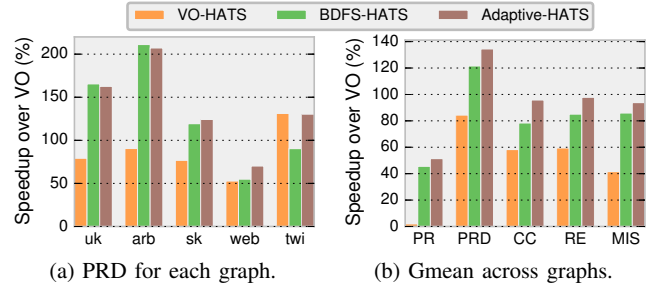 VO-HATS BDFS-HATS Adaptive-HATS
Speedup over VO (%)
200
150
100
50
0
uk arb sk web twi
(a) PRD for each graph.
Speedup over VO (%)
140
120
100
80
60
40
20
0
PR PRD CC RE MIS
(b) Gmean across graphs.